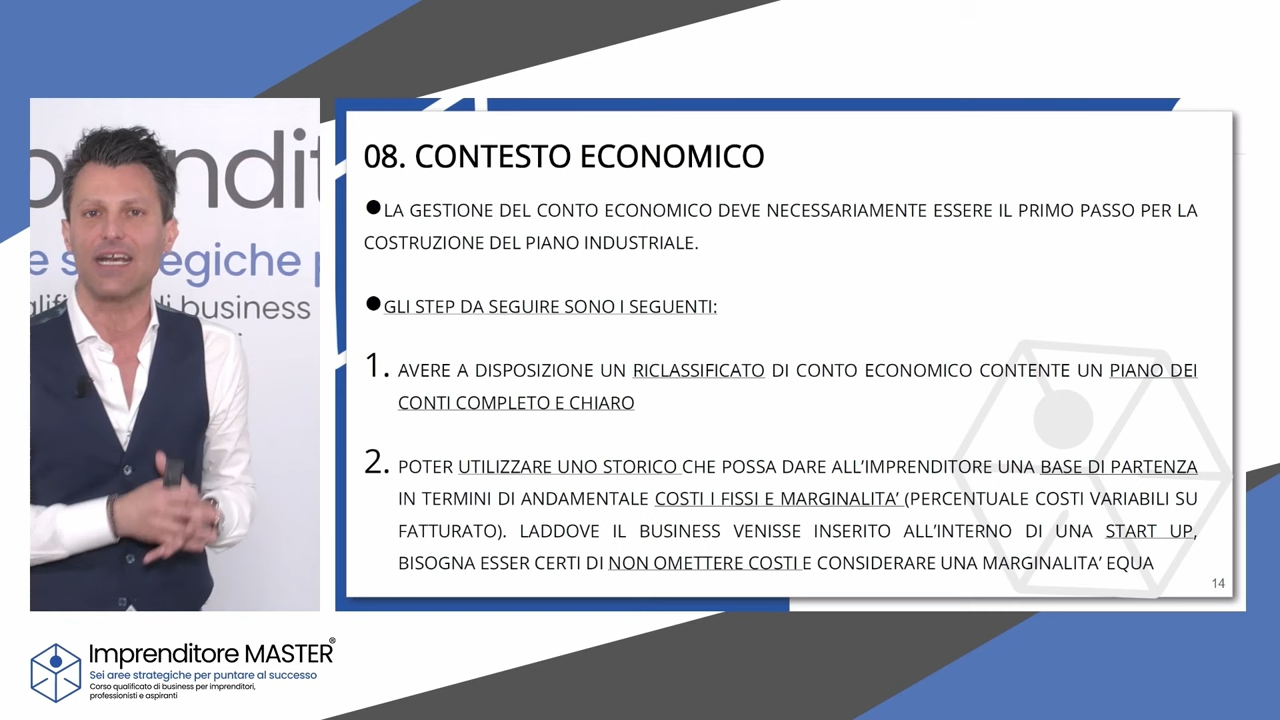 prendit
e s egiche p
alifi di business
08. CONTESTO ECONOMICO
●LA GESTIONE DEL CONTO ECONOMICO DEVE NECESSARIAMENTE ESSERE IL PRIMO PASSO PER LA
COSTRUZIONE DEL PIANO INDUSTRIALE.
●GLI STEP DA SEGUIRE SONO I SEGUENTI:
1. AVERE A DISPOSIZIONE UN RICLASSIFICATO DI CONTO ECONOMICO CONTENTE UN PIANO DEI
CONTI COMPLETO E CHIARO
2. POTER UTILIZZARE UNO STORICO CHE POSSA DARE ALL’IMPRENDITORE UNA BASE DI PARTENZA
IN TERMINI DI ANDAMENTALE COSTI I FISSI E MARGINALITA’ (PERCENTUALE COSTI VARIABILI SU
FATTURATO). LADDOVE IL BUSINESS VENISSE INSERITO ALL’INTERNO DI UNA START UP,
BISOGNA ESSER CERTI DI NON OMETTERE COSTI E CONSIDERARE UNA MARGINALITA’ EQUA
14
Imprenditore MASTER®
Sei aree strategiche per puntare al successo
Corso qualificato di business per imprenditori,
professionisti e aspiranti